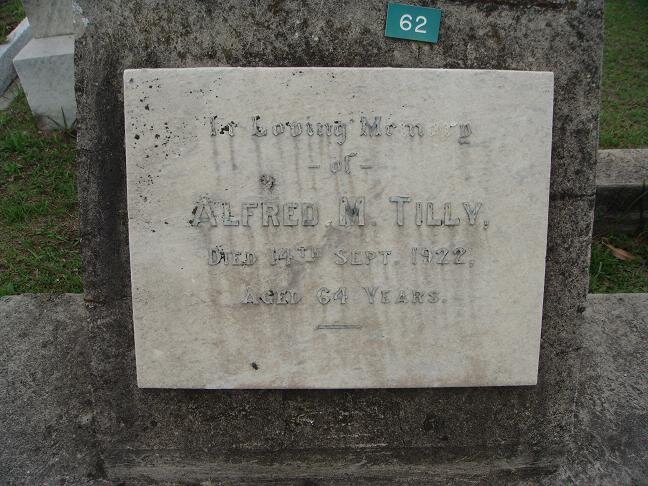 62
In Loving Memory
- of -
ALFRED. M. TILLY,
DIED 14TH SEPT. 1922,
AGED 64 YEARS.